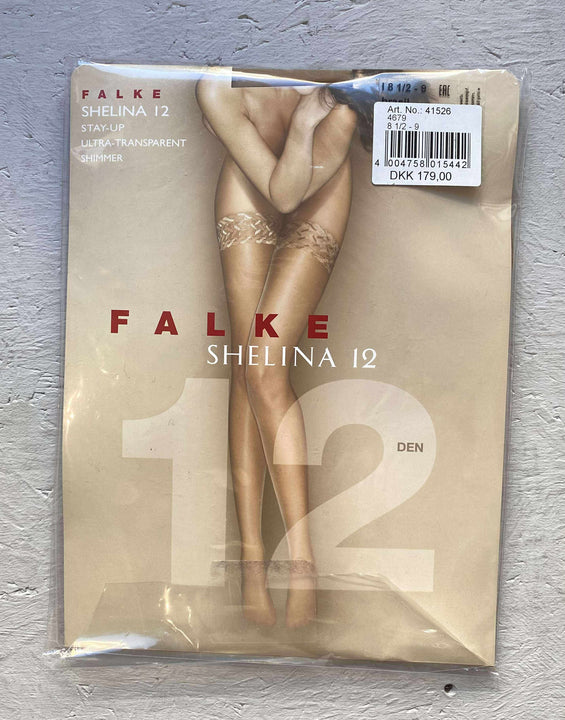 FALKE
SHELINA 12
STAY-UP
ULTRA-TRANSPARENT
SHIMMER
I 8 1/2 - 9
EAC
Art. No.: 41526
4679
8 1/2 - 9
4 004758 015442
DKK 179,00
FALKE
SHELINA 12
12
DEN